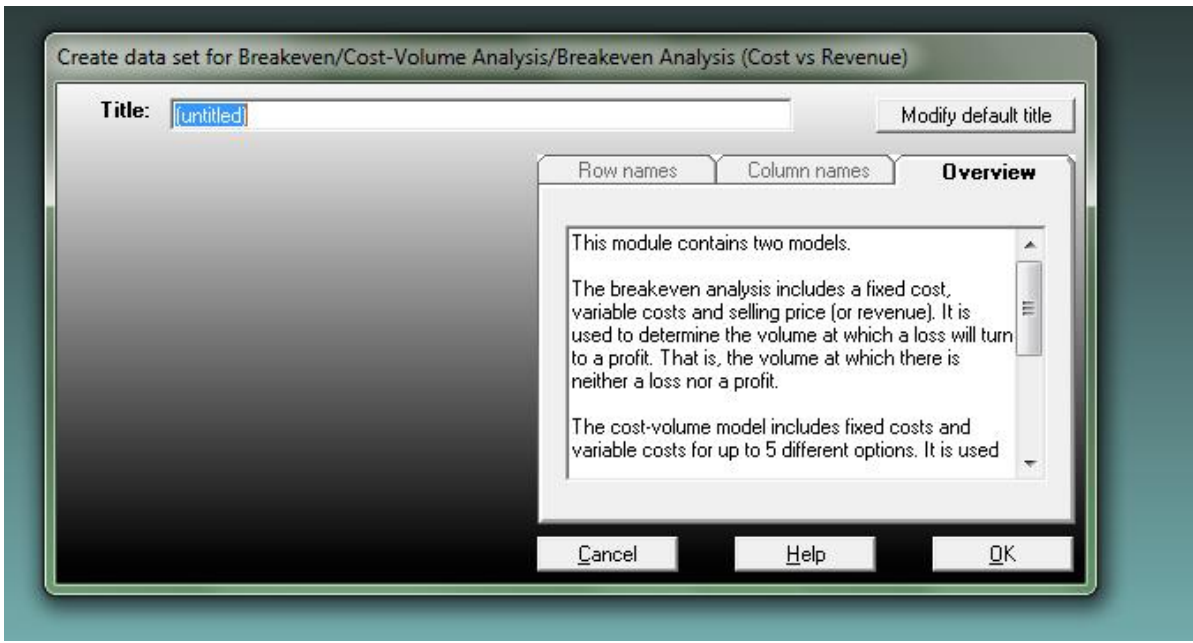 Create data set for Breakeven/Cost-Volume Analysis/Breakeven Analysis (Cost vs Revenue)
Title: (untitled) Modify default title
Row names Column names Overview
This module contains two models.
The breakeven analysis includes a fixed cost,
variable costs and selling price (or revenue). It is
used to determine the volume at which a loss will turn
to a profit. That is, the volume at which there is
neither a loss nor a profit.
The cost-volume model includes fixed costs and
variable costs for up to 5 different options. It is used
Cancel Help OK